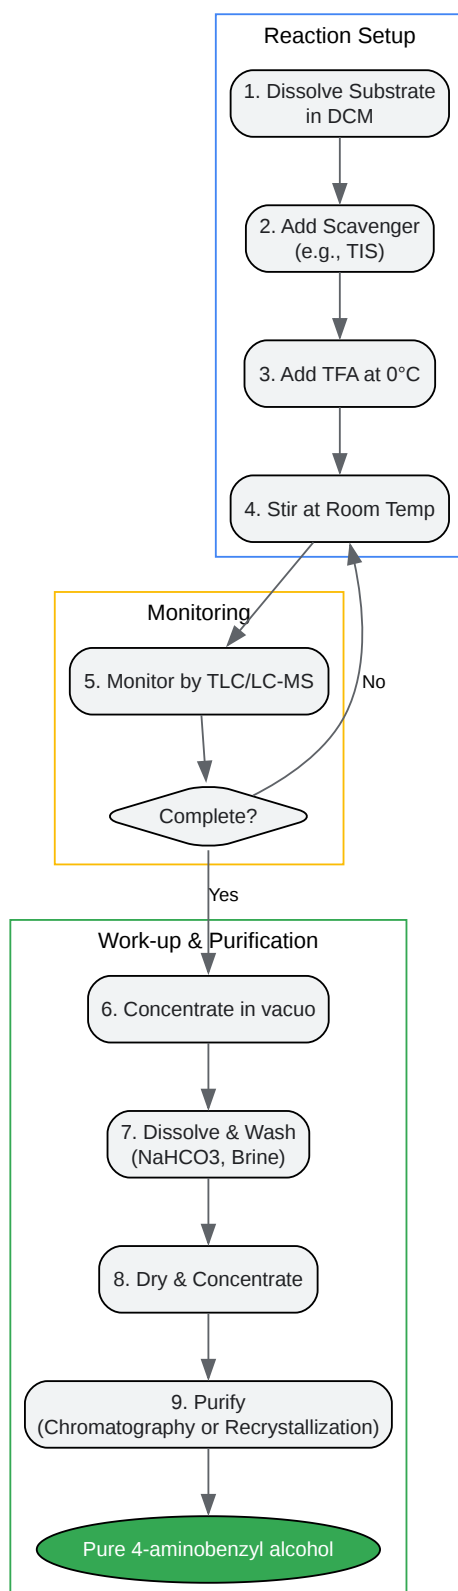 Reaction Setup
1. Dissolve Substrate
in DCM
2. Add Scavenger
(e.g., TIS)
3. Add TFA at 0°C
4. Stir at Room Temp
Monitoring
5. Monitor by TLC/LC-MS
No
Complete?
Yes
Work-up & Purification
6. Concentrate in vacuo
7. Dissolve & Wash
(NaHCO3, Brine)
8. Dry & Concentrate
9. Purify
(Chromatography or Recrystallization)
Pure 4-aminobenzyl alcohol